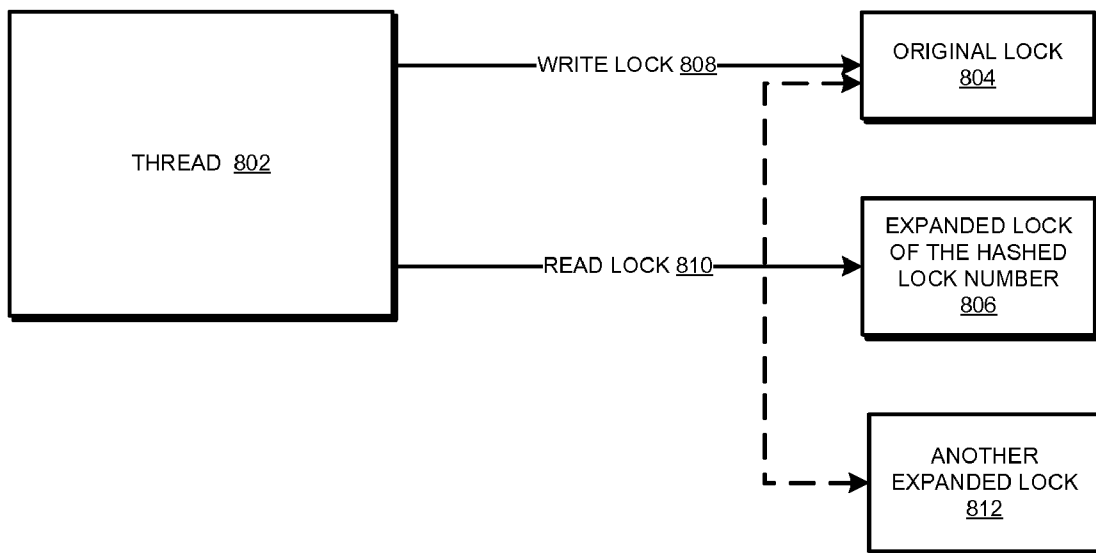 THREAD 802
WRITE LOCK 808
ORIGINAL LOCK
804
READ LOCK 810
EXPANDED LOCK
OF THE HASHED
LOCK NUMBER
806
ANOTHER
EXPANDED LOCK
812